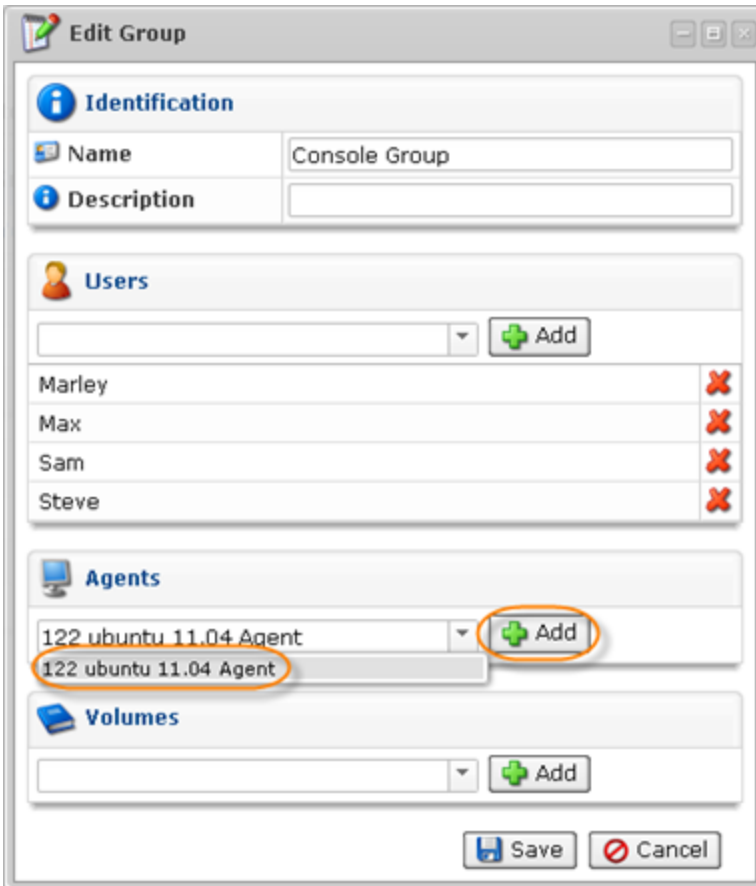 Edit Group
Identification
Name
Console Group
Description
Users
Add
Marley
Max
Sam
Steve
Agents
122 ubuntu 11.04 Agent
Add
122 ubuntu 11.04 Agent
Volumes
Add
Save
Cancel